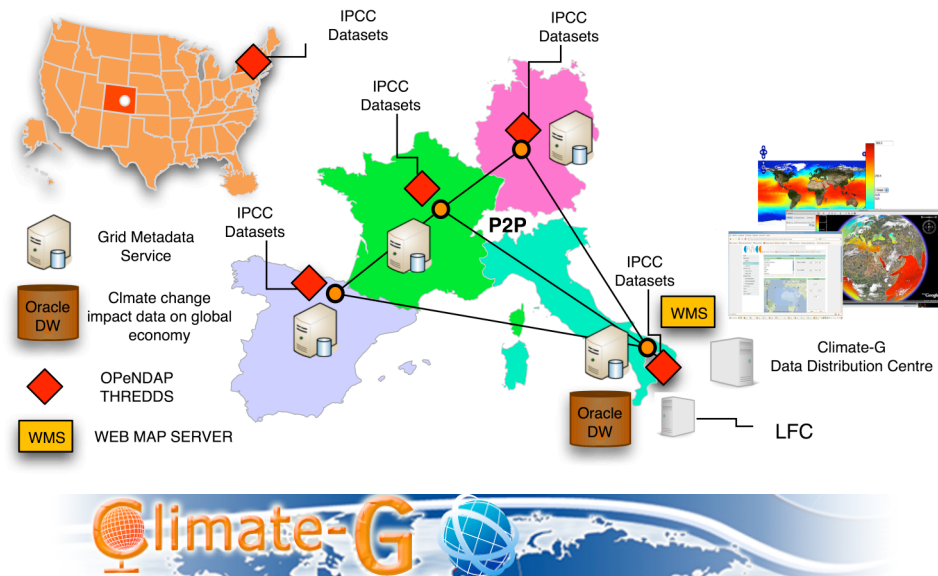 IPCC
Datasets
IPCC
Datasets
IPCC
Datasets
IPCC
Datasets
P2P
IPCC
Datasets
WMS
Grid Metadata
Service
Oracle
DW
Clmate change
impact data on global
economy
OPeNDAP
THREDDS
WMS
WEB MAP SERVER
Climate-G
Data Distribution Centre
Oracle
DW
LFC
Google
Climate-G